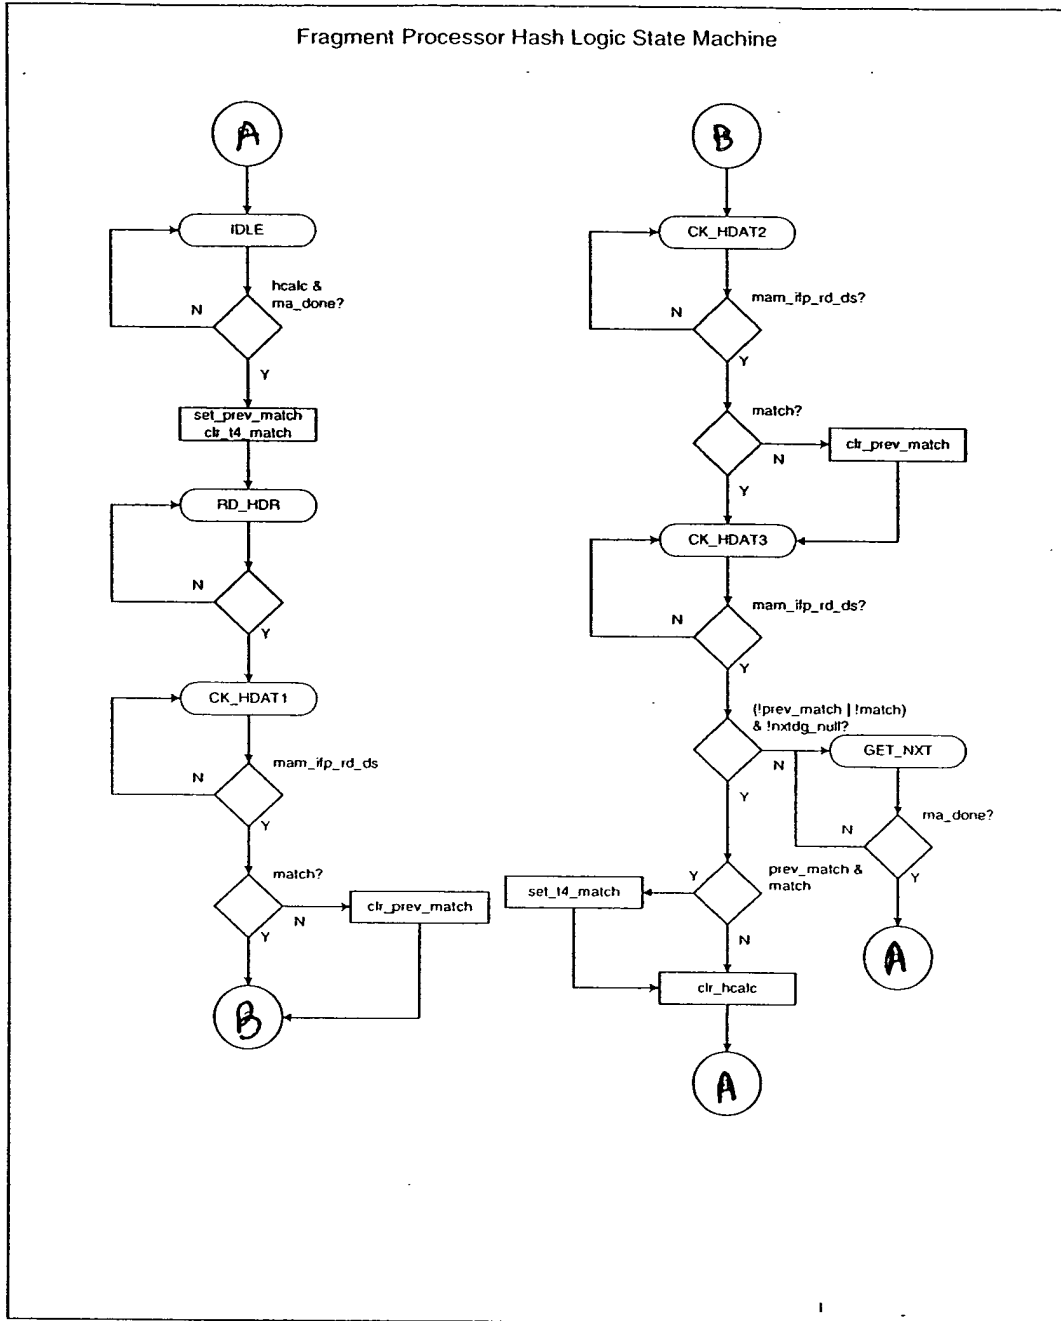 Fragment Processor Hash Logic State Machine
A
IDLE
hcalc &
ma_done?
N
Y
set_prev_match
clr_t4_match
RD_HDR
N
Y
CK_HDAT1
mam_ifp_rd_ds
N
Y
match?
N
clr_prev_match
Y
B
B
CK_HDAT2
mam_ifp_rd_ds?
N
Y
match?
N
clr_prev_match
Y
CK_HDAT3
mam_ifp_rd_ds?
N
Y
(!prev_match | !match)
& !nxtdg_null?
N
Y
GET_NXT
ma_done?
N
Y
A
prev_match &
match
Y
set_t4_match
N
clr_hcalc
A